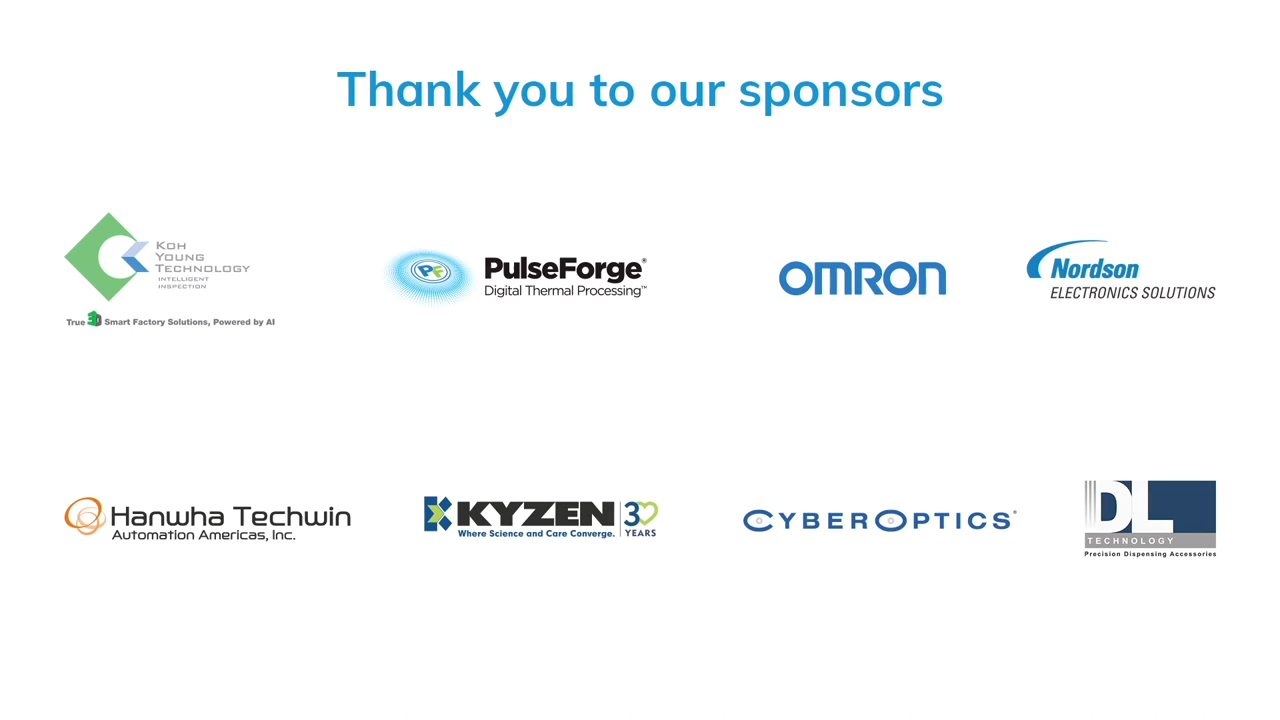 Thank you to our sponsors
KOH
YOUNG
TECHNOLOGY
INTELLIGENT
INSPECTION
True 3D Smart Factory Solutions, Powered by AI
PF PulseForge®
Digital Thermal Processing™
OMRON
Nordson
ELECTRONICS SOLUTIONS
Hanwha Techwin
Automation Americas, Inc.
KYZEN
Where Science and Care Converge.
30
YEARS
CYBEROPTICS®
DL
TECHNOLOGY
Precision Dispensing Accessories